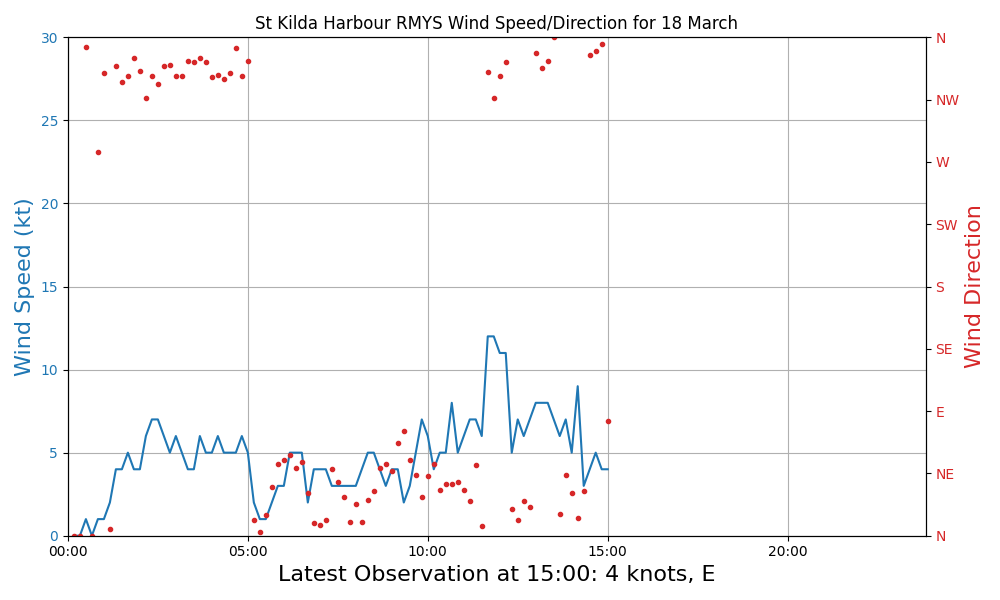 St Kilda Harbour RMYS Wind Speed/Direction for 18 March
30
25
20
15
10
5
0
Wind Speed (kt)
N
NW
W
SW
S
SE
E
NE
N
Wind Direction
00:00 05:00 10:00 15:00 20:00
Latest Observation at 15:00: 4 knots, E